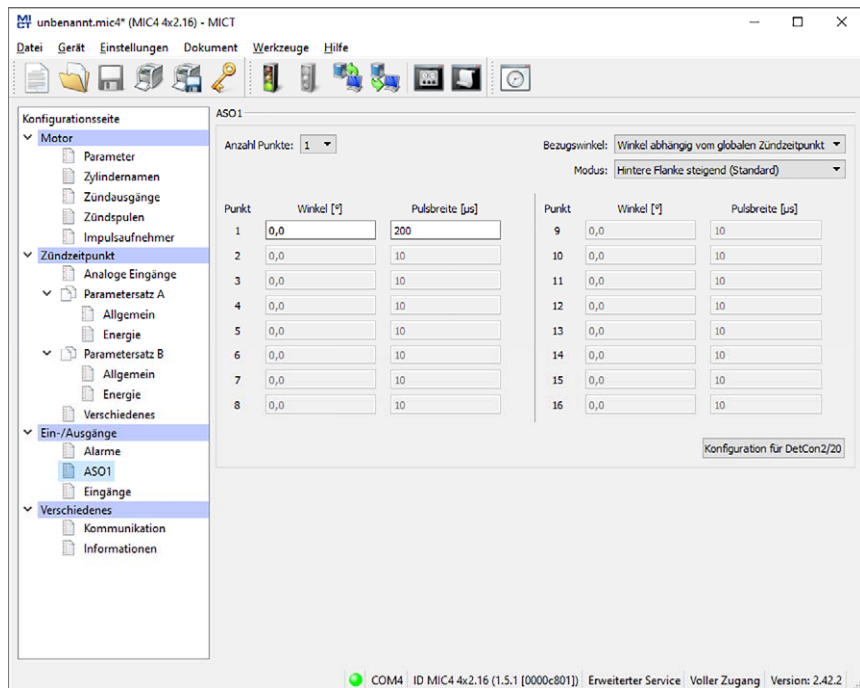 unbenannt.mic4* (MIC4 4x2.16) - MICT
Datei Gerät Einstellungen Dokument Werkzeuge Hilfe
Konfigurationsseite
Motor
Parameter
Zylindernamen
Zündausgänge
Zündspulen
Impulsaufnehmer
Zündzeitpunkt
Analoge Eingänge
Parametersatz A
Allgemein
Energie
Parametersatz B
Allgemein
Energie
Verschiedenes
Ein-/Ausgänge
Alarme
ASO1
Eingänge
Verschiedenes
Kommunikation
Informationen
ASO1
Anzahl Punkte: 1
Bezugswinkel: Winkel abhängig vom globalen Zündzeitpunkt
Modus: Hintere Flanke steigend (Standard)
Punkt Winkel [°] Pulsbreite [µs]
1 0,0 200
2 0,0 10
3 0,0 10
4 0,0 10
5 0,0 10
6 0,0 10
7 0,0 10
8 0,0 10
Punkt Winkel [°] Pulsbreite [µs]
9 0,0 10
10 0,0 10
11 0,0 10
12 0,0 10
13 0,0 10
14 0,0 10
15 0,0 10
16 0,0 10
Konfiguration für DetCon2/20
COM4 ID MIC4 4x2.16 (1.5.1 [0000c801]) Erweiterter Service Voller Zugang Version: 2.42.2